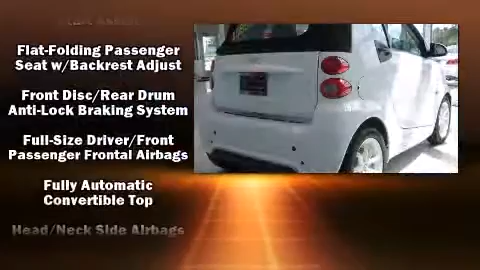 Flat-Folding Passenger
Seat w/Backrest Adjust
Front Disc/Rear Drum
Anti-Lock Braking System
Full-Size Driver/Front
Passenger Frontal Airbags
Fully Automatic
Convertible Top
Head/Neck Side Airbags